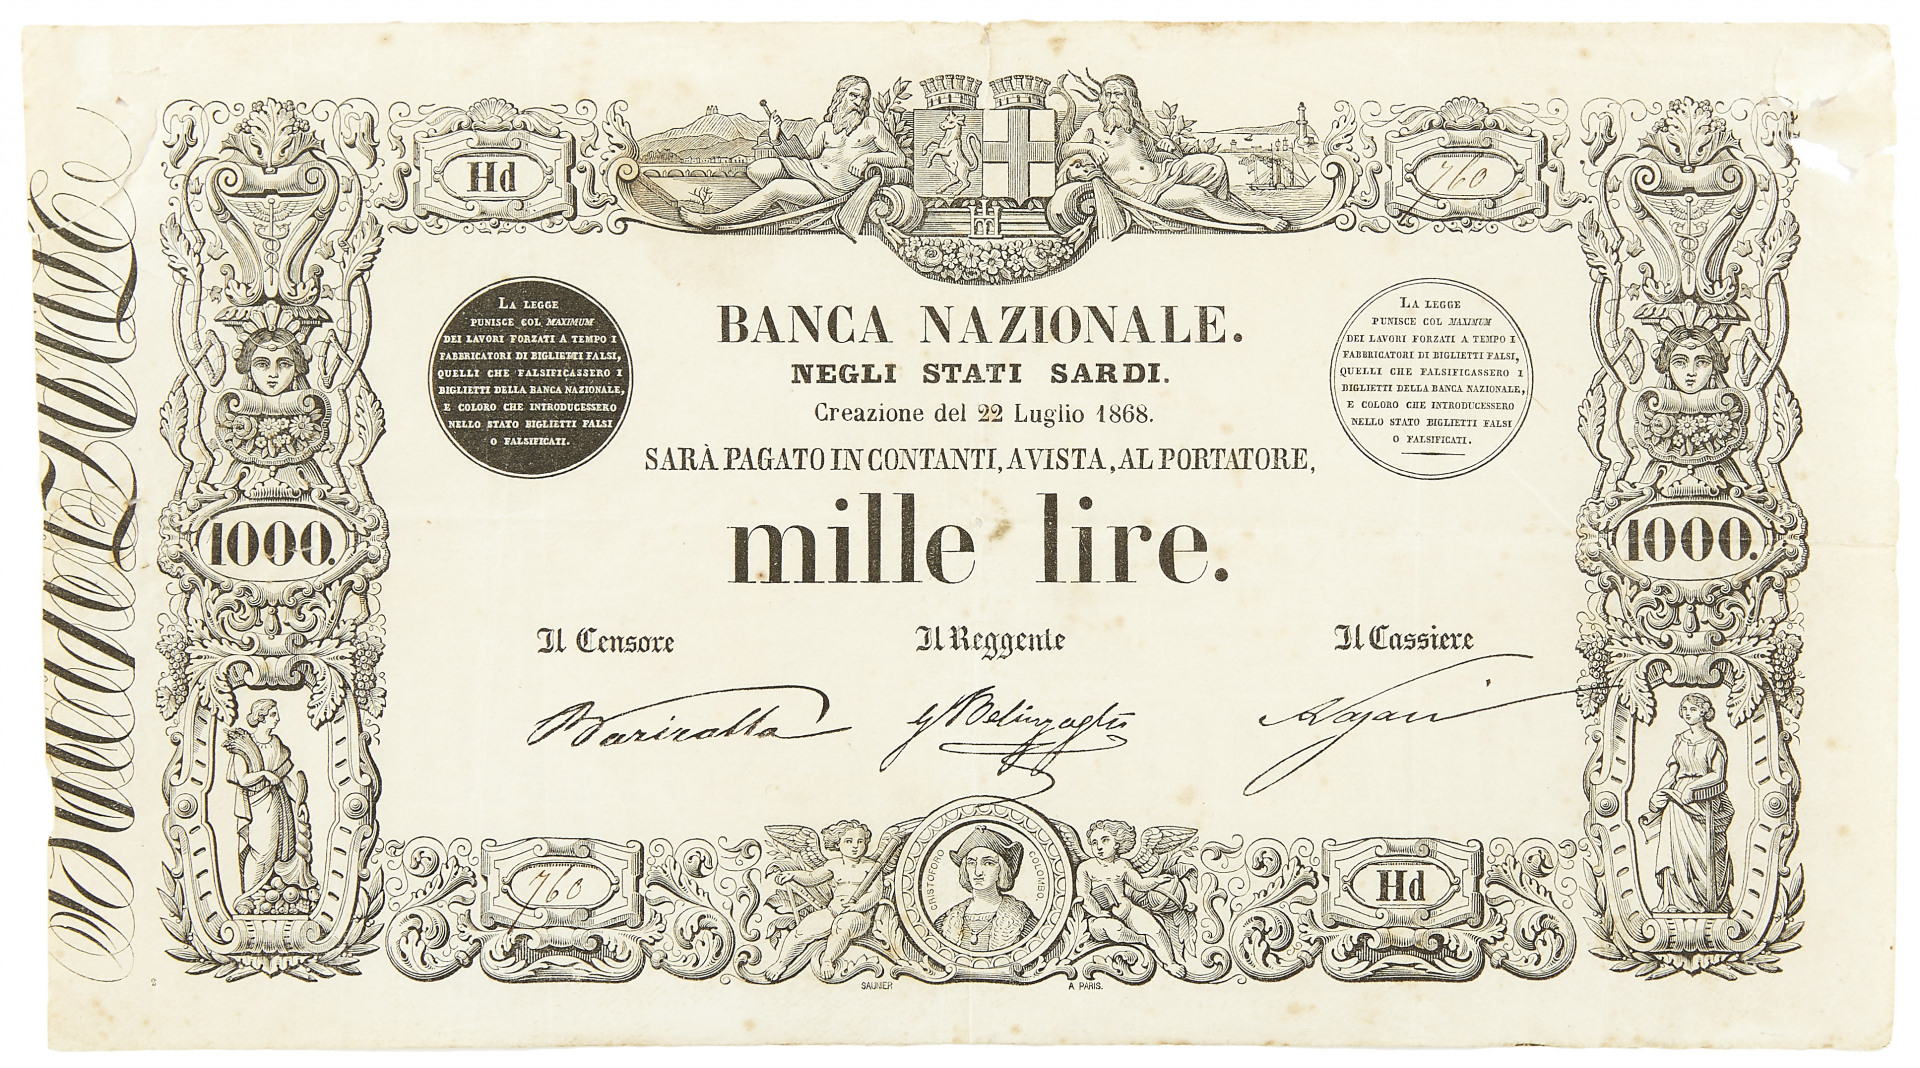 Hd
760
LA LEGGE
PUNISCE COL MAXIMUM
DEI LAVORI FORZATI A TEMPO I
FABBRICATORI DI BIGLIETTI FALSI,
QUELLI CHE FALSIFICASSERO I
BIGLIETTI DELLA BANCA NAZIONALE,
E COLORO CHE INTRODUCESSERO
NELLO STATO BIGLIETTI FALSI
O FALSIFICATI.
BANCA NAZIONALE.
NEGLI STATI SARDI.
Creazione del 22 Luglio 1868.
SARÀ PAGATO IN CONTANTI, A VISTA, AL PORTATORE,
mille lire.
LA LEGGE
PUNISCE COL MAXIMUM
DEI LAVORI FORZATI A TEMPO I
FABBRICATORI DI BIGLIETTI FALSI,
QUELLI CHE FALSIFICASSERO I
BIGLIETTI DELLA BANCA NAZIONALE,
E COLORO CHE INTRODUCESSERO
NELLO STATO BIGLIETTI FALSI
O FALSIFICATI.
1000.
1000.
Il Censore
Il Reggente
Il Cassiere
760
CRISTOFORO COLOMBO.
Hd
SAUNIER
A PARIS.